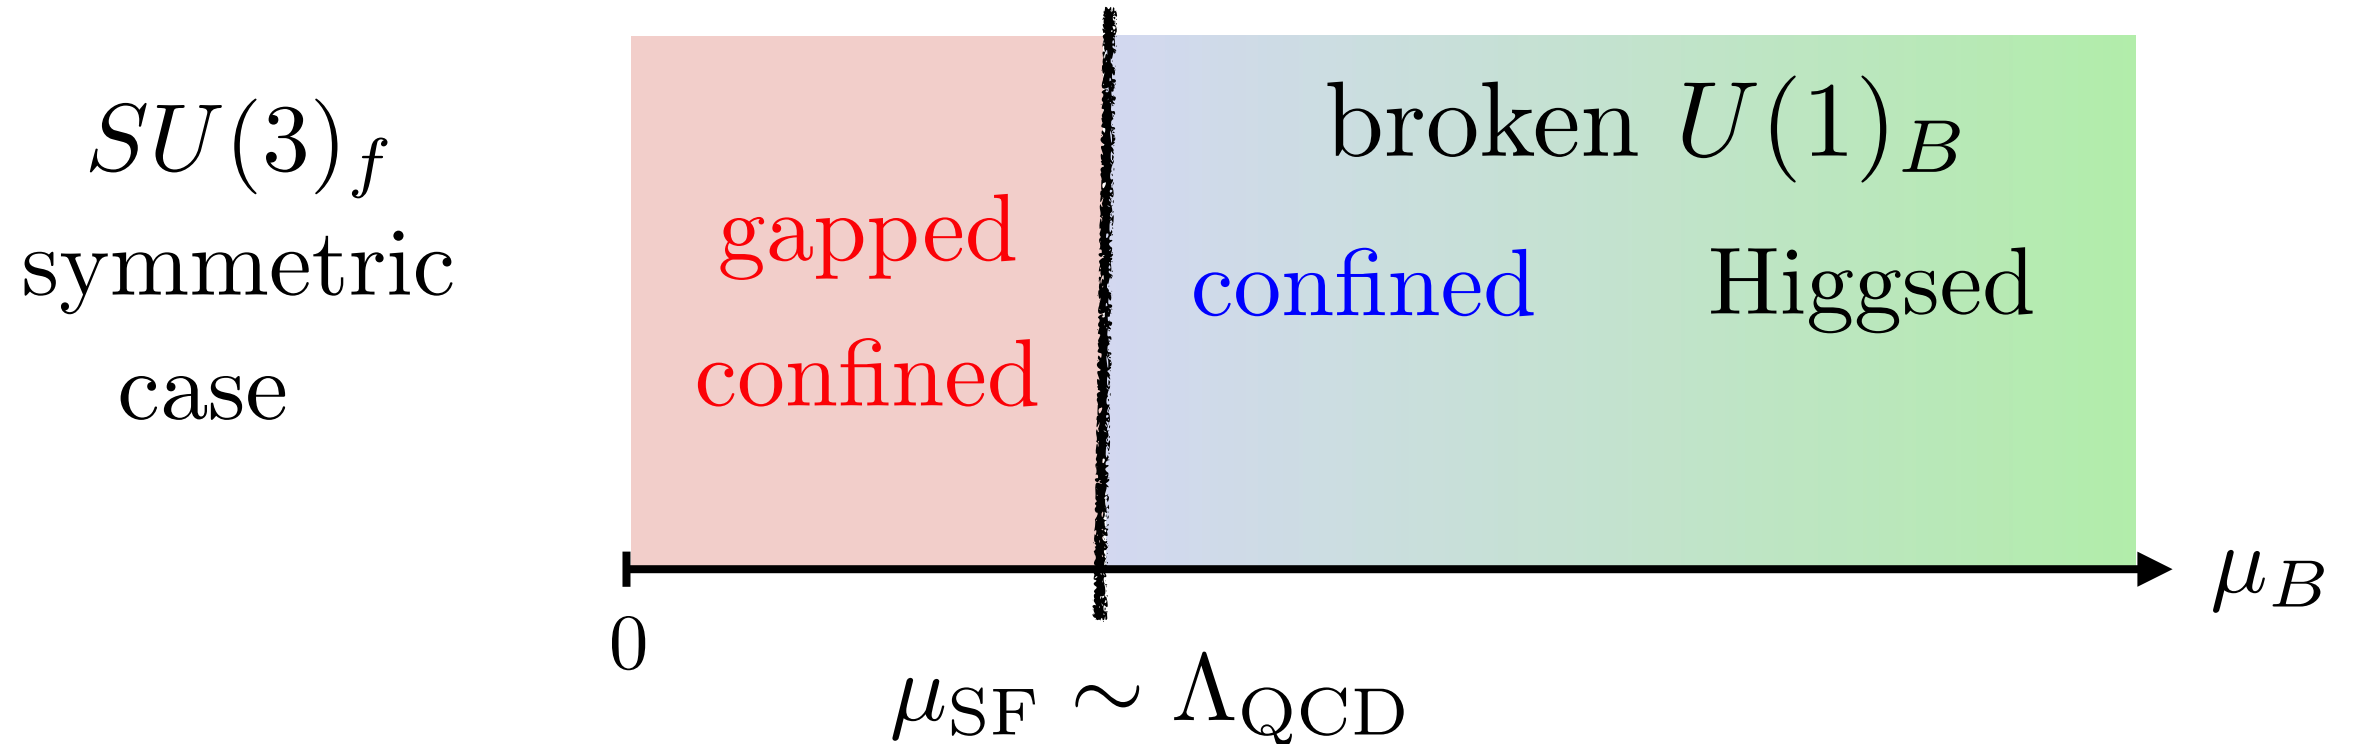 SU(3)_f
symmetric
case
gapped
confined
broken U(1)_B
confined
Higgsed
μ_B
0
μ_SF ∼ Λ_QCD